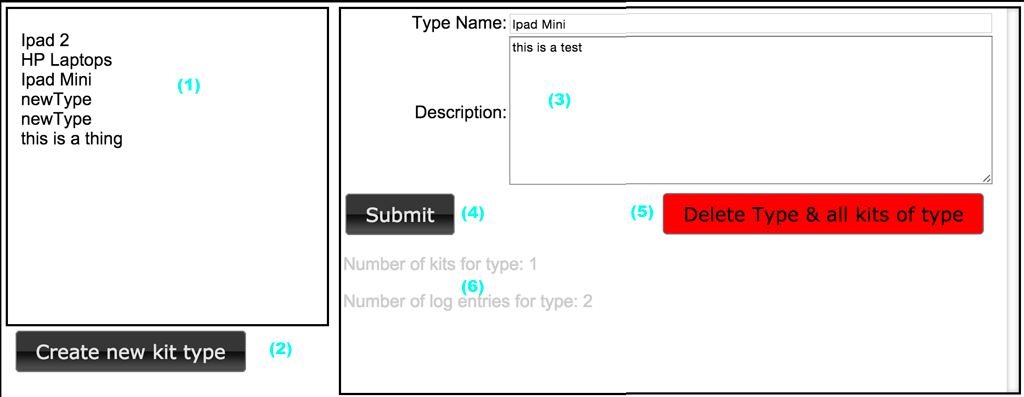 Ipad 2
HP Laptops
Ipad Mini
newType
newType
this is a thing
(1)
Create new kit type (2)
Type Name: Ipad Mini
Description: this is a test
(3)
Submit (4)
(5) Delete Type & all kits of type
Number of kits for type: 1
(6)
Number of log entries for type: 2